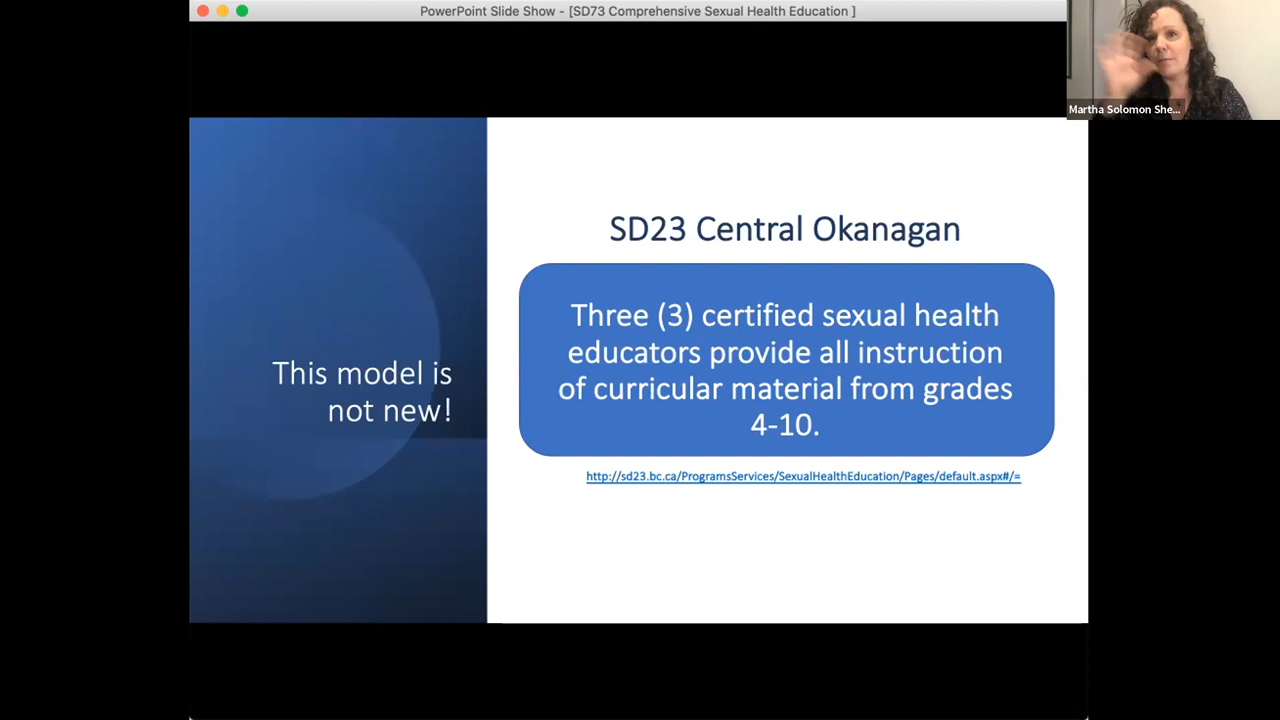 PowerPoint Slide Show - [SD73 Comprehensive Sexual Health Education ]
Martha Solomon She...
This model is
not new!
SD23 Central Okanagan
Three (3) certified sexual health
educators provide all instruction
of curricular material from grades
4-10.
http://sd23.bc.ca/ProgramsServices/SexualHealthEducation/Pages/default.aspx#/=